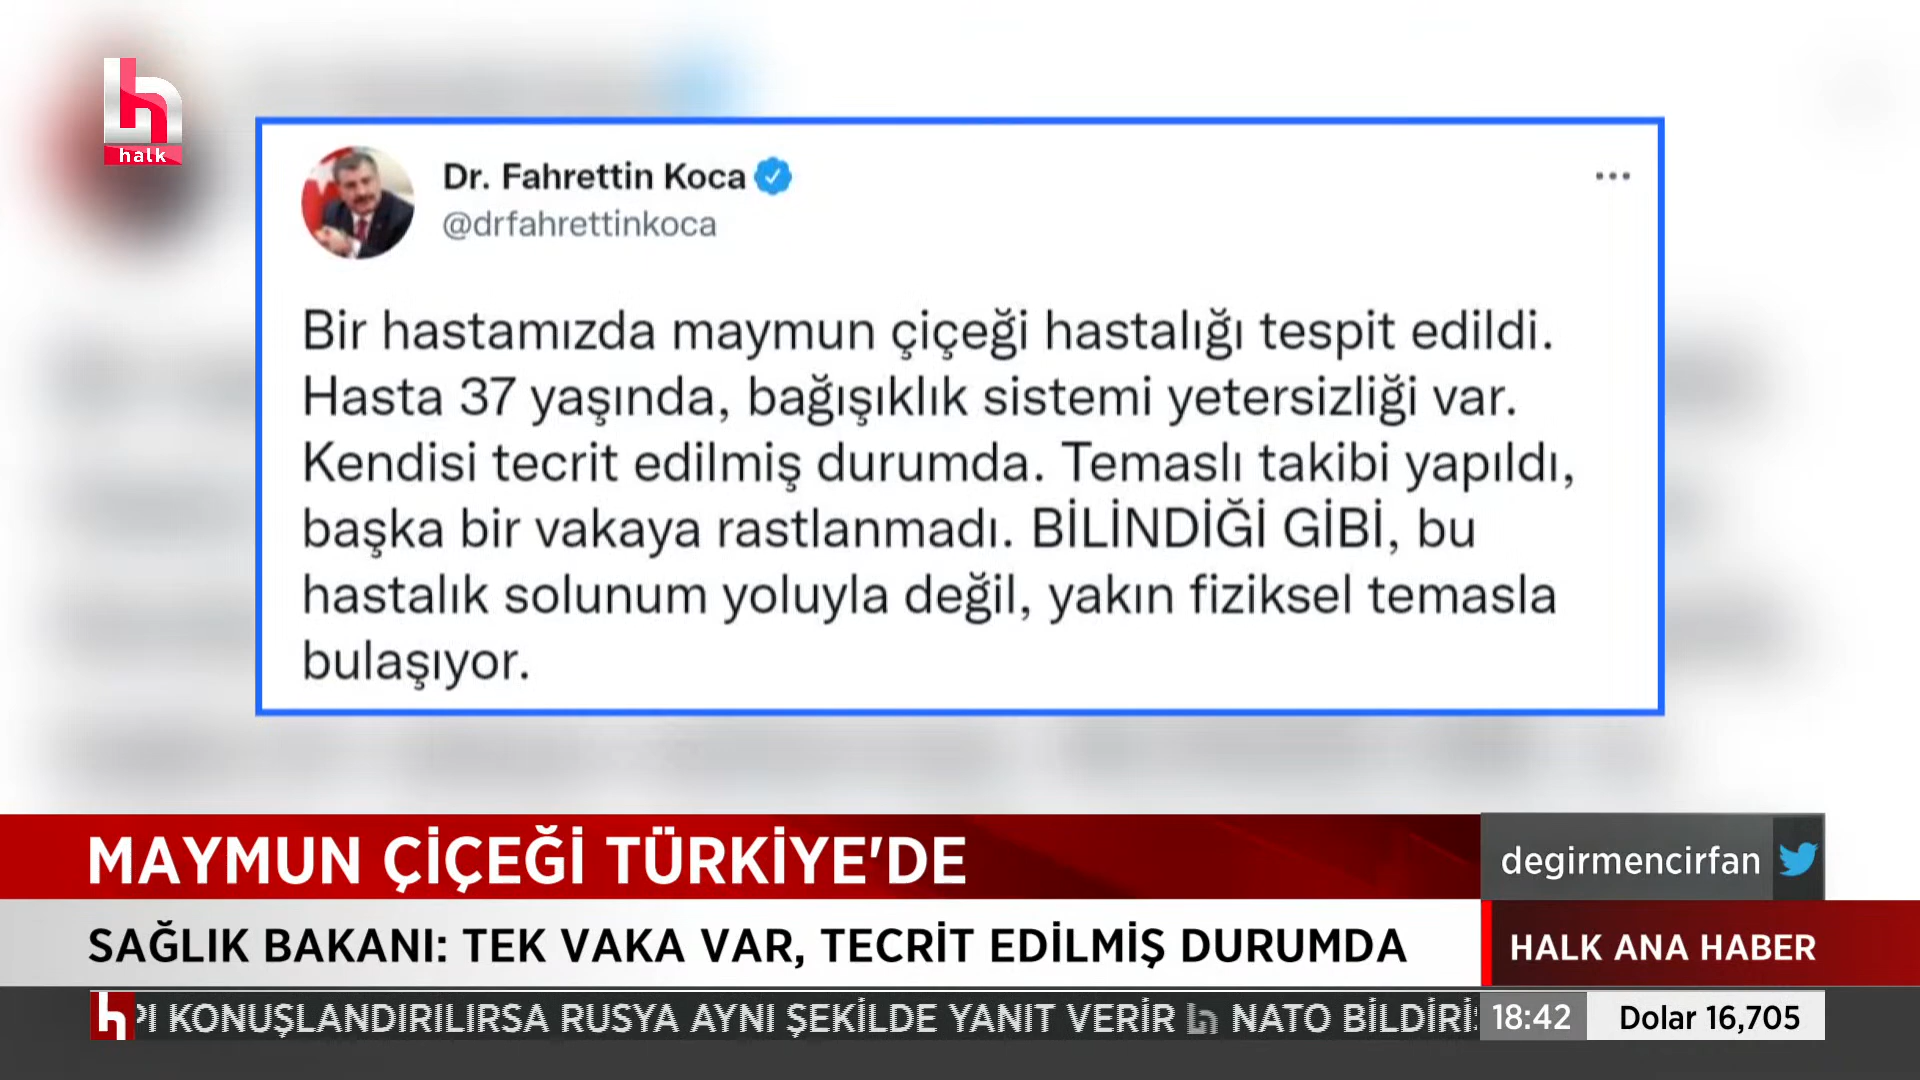 halk
Dr. Fahrettin Koca
@drfahrettinkoca
Bir hastamızda maymun çiçeği hastalığı tespit edildi.
Hasta 37 yaşında, bağışıklık sistemi yetersizliği var.
Kendisi tecrit edilmiş durumda. Temaslı takibi yapıldı,
başka bir vakaya rastlanmadı. BİLİNDİĞİ GİBİ, bu
hastalık solunum yoluyla değil, yakın fiziksel temasla
bulaşıyor.
MAYMUN ÇİÇEĞİ TÜRKİYE'DE
degirmencirfan
SAĞLIK BAKANI: TEK VAKA VAR, TECRİT EDİLMİŞ DURUMDA
HALK ANA HABER
KONUŞLANDIRILIRSA RUSYA AYNI ŞEKİLDE YANIT VERİR NATO
18:42
Dolar 16,705